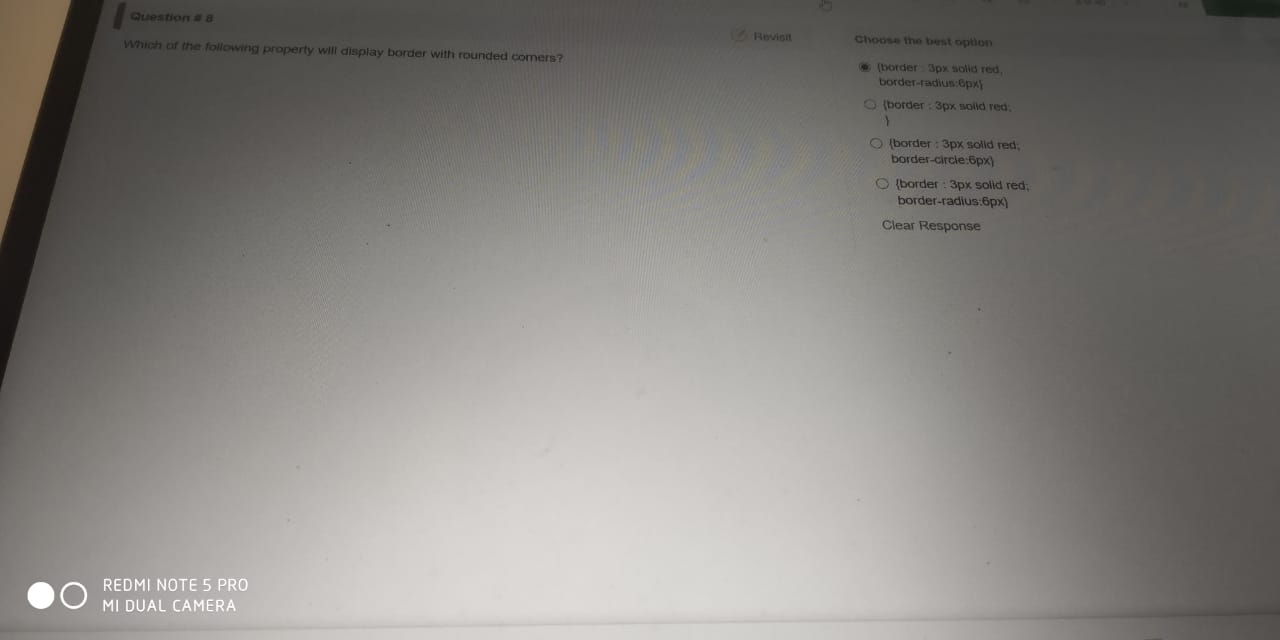 Question # 8
Which of the following property will display border with rounded corners?
Revisit
Choose the best option
{border : 3px solid red,
border-radius:6px}
{border : 3px solid red;
}
{border : 3px solid red;
border-circle:6px}
{border : 3px solid red;
border-radius:6px}
Clear Response
REDMI NOTE 5 PRO
MI DUAL CAMERA